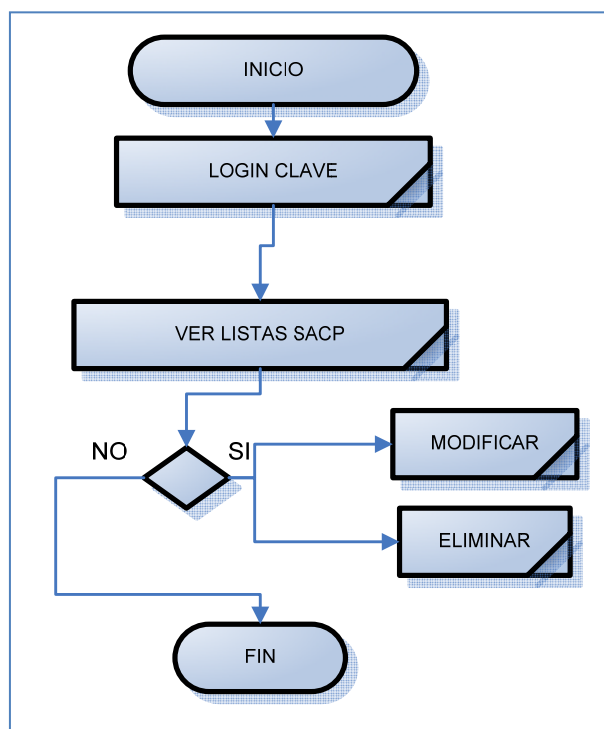 INICIO
LOGIN CLAVE
VER LISTAS SACP
NO
SI
MODIFICAR
ELIMINAR
FIN